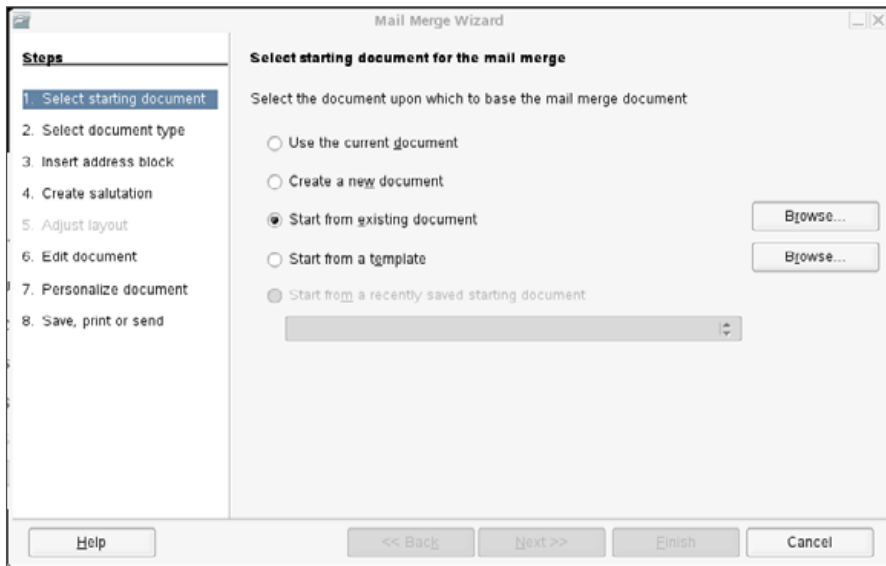 Mail Merge Wizard
Steps
1. Select starting document
2. Select document type
3. Insert address block
4. Create salutation
5. Adjust layout
6. Edit document
7. Personalize document
8. Save, print or send
Select starting document for the mail merge
Select the document upon which to base the mail merge document
Use the current document
Create a new document
Start from existing document
Browse...
Start from a template
Browse...
Start from a recently saved starting document
Help
<< Back
Next >>
Finish
Cancel